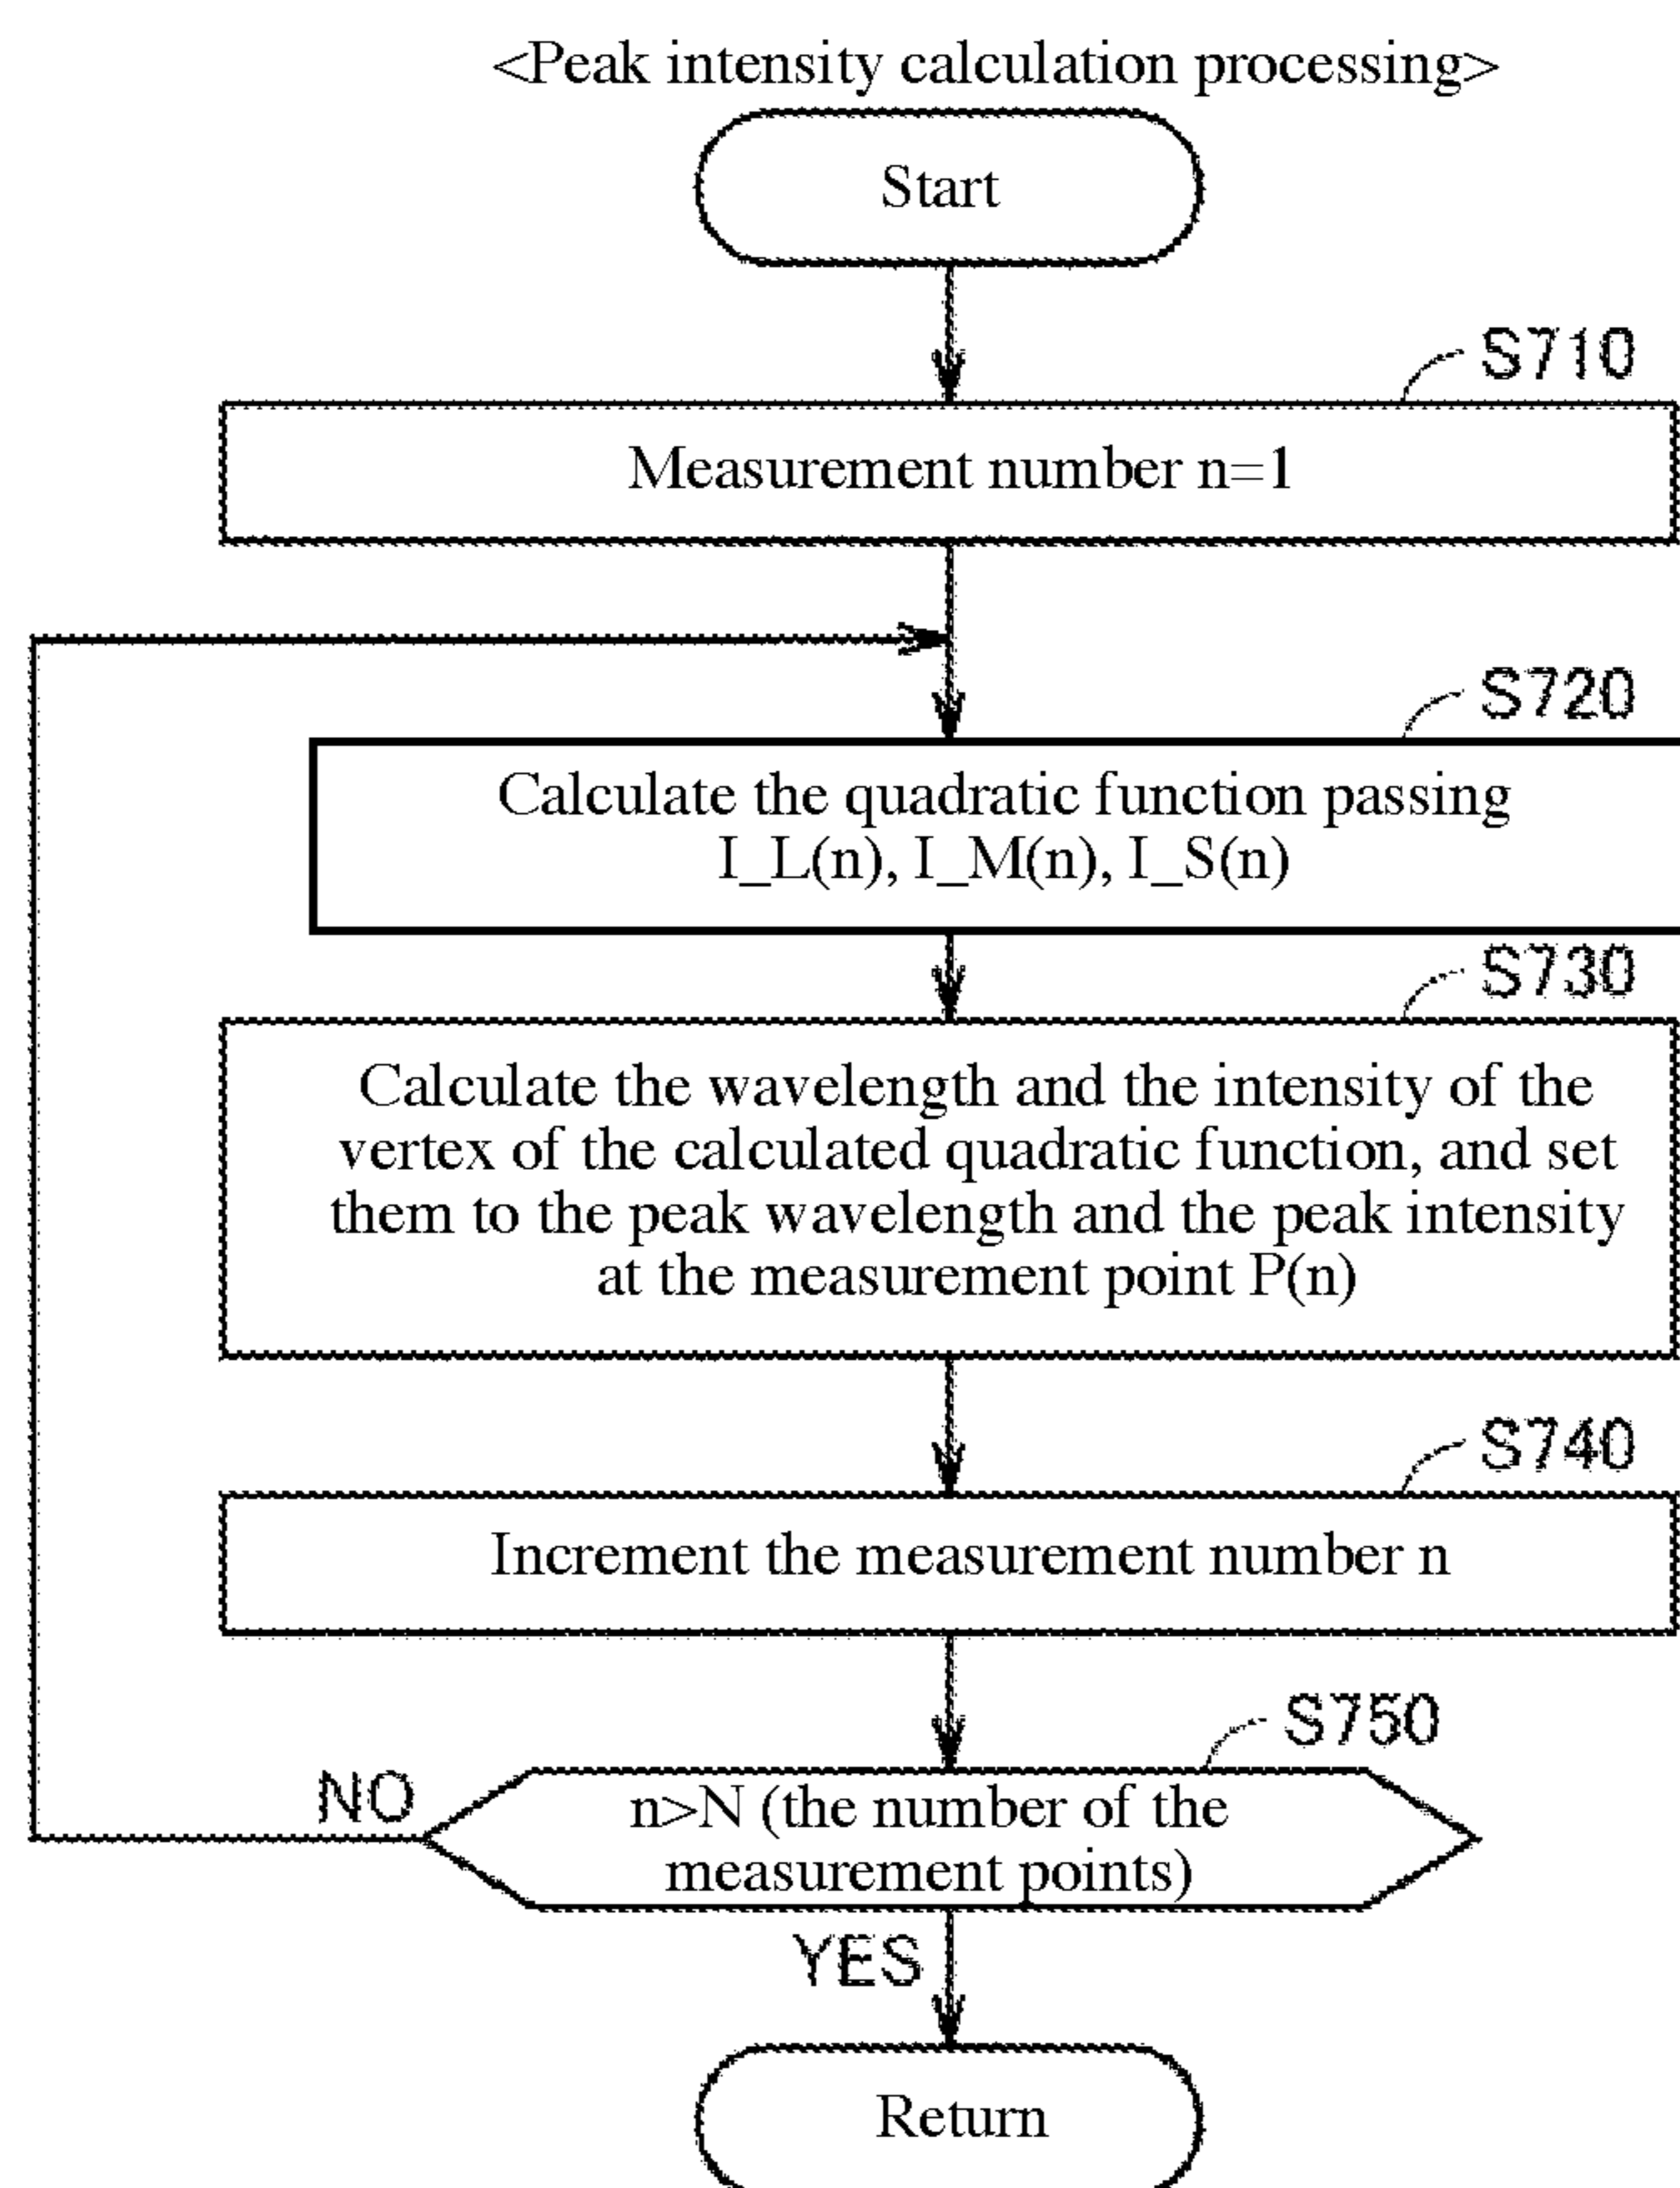 <Peak intensity calculation processing>
Start
S710
Measurement number n=1
S720
Calculate the quadratic function passing
I_L(n), I_M(n), I_S(n)
S730
Calculate the wavelength and the intensity of the
vertex of the calculated quadratic function, and set
them to the peak wavelength and the peak intensity
at the measurement point P(n)
S740
Increment the measurement number n
S750
NO
n>N (the number of the
measurement points)
YES
Return